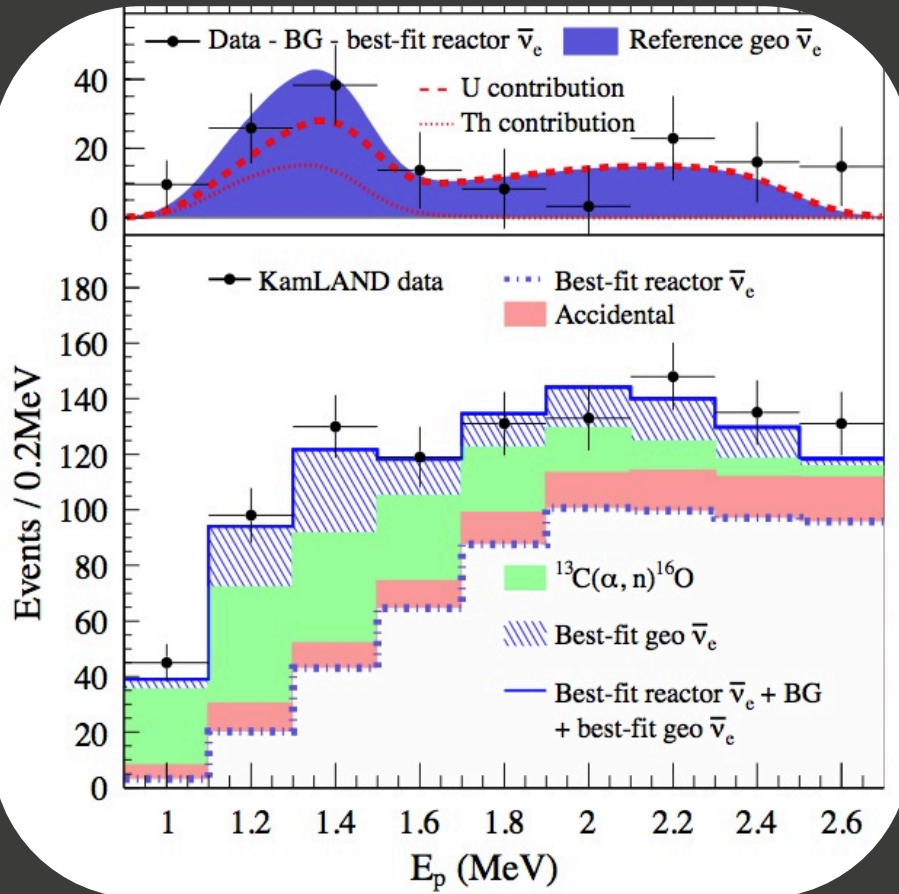 Data - BG - best-fit reactor ν̅e
Reference geo ν̅e
U contribution
Th contribution
40
20
0
KamLAND data
Best-fit reactor ν̅e
Accidental
180
160
140
120
100
80
60
40
20
0
Events / 0.2MeV
¹³C(α, n)¹⁶O
Best-fit geo ν̅e
Best-fit reactor ν̅e + BG
+ best-fit geo ν̅e
1 1.2 1.4 1.6 1.8 2 2.2 2.4 2.6
Ep (MeV)